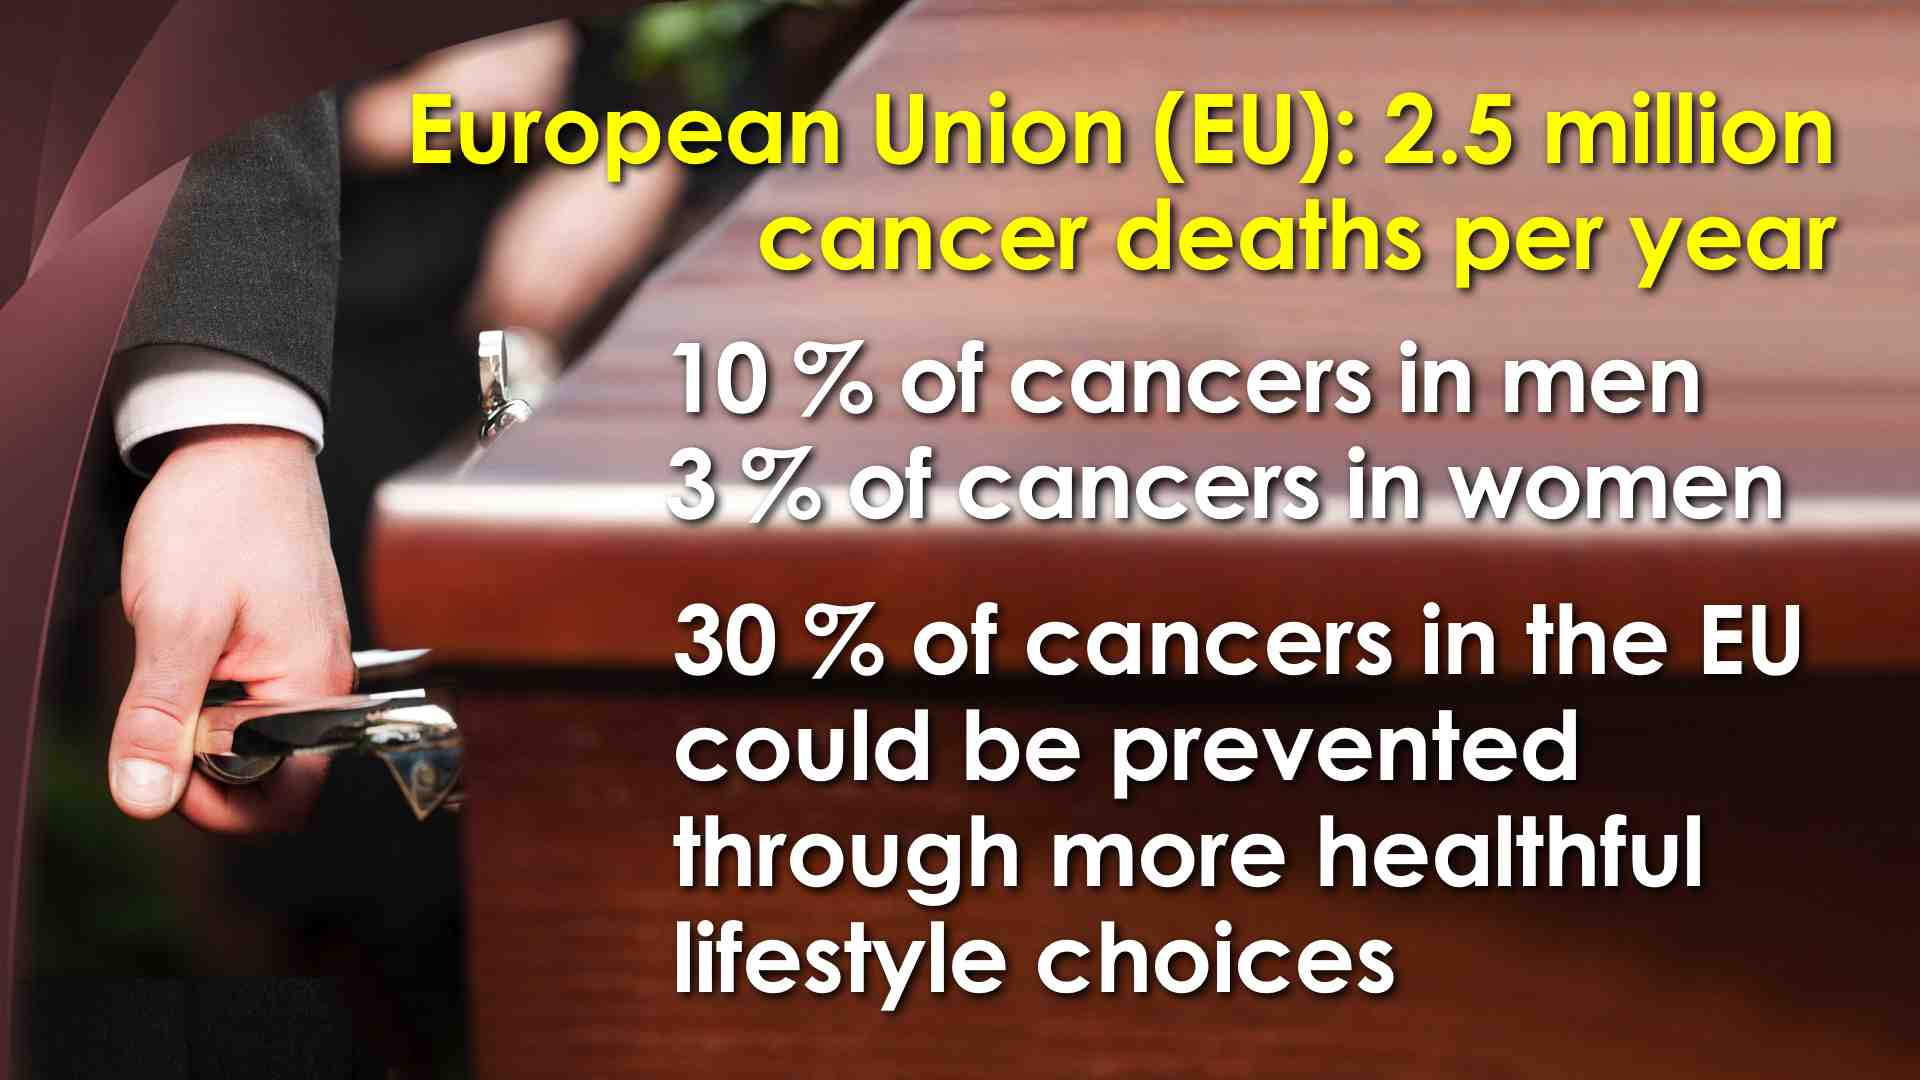 European Union (EU): 2.5 million
cancer deaths per year
10 % of cancers in men
3 % of cancers in women
30 % of cancers in the EU
could be prevented
through more healthful
lifestyle choices